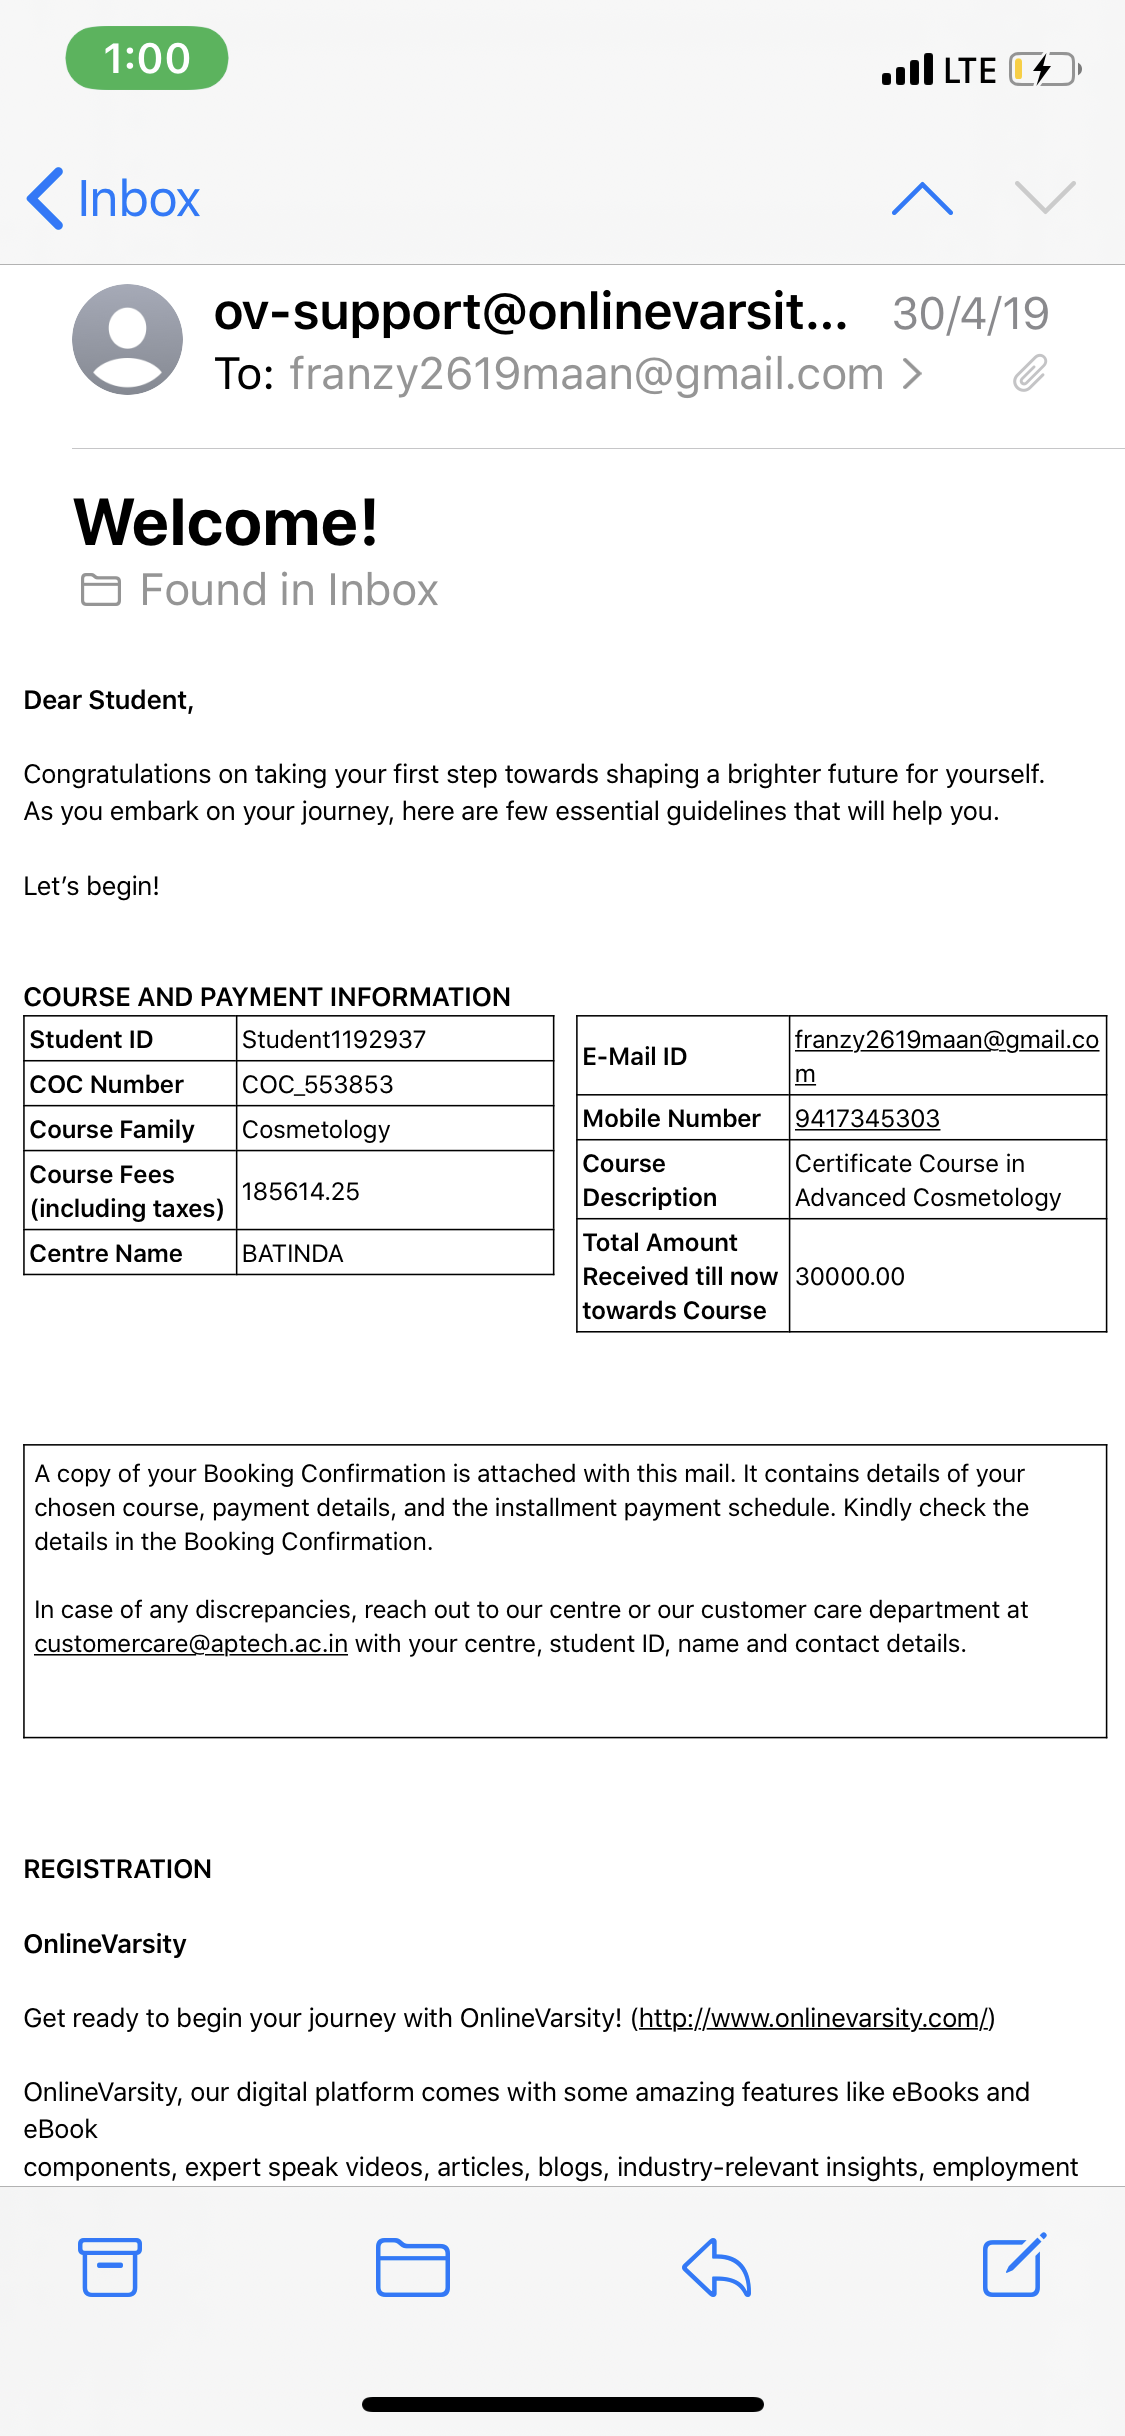 1:00
LTE
Inbox
ov-support@onlinevarsit... 30/4/19
To: franzy2619maan@gmail.com
Welcome!
Found in Inbox
Dear Student,
Congratulations on taking your first step towards shaping a brighter future for yourself.
As you embark on your journey, here are few essential guidelines that will help you.
Let's begin!
COURSE AND PAYMENT INFORMATION
Student ID Student1192937
COC Number COC_553853
Course Family Cosmetology
Course Fees
(including taxes) 185614.25
Centre Name BATINDA
E-Mail ID franzy2619maan@gmail.co
m
Mobile Number 9417345303
Course Certificate Course in
Description Advanced Cosmetology
Total Amount
Received till now 30000.00
towards Course
A copy of your Booking Confirmation is attached with this mail. It contains details of your
chosen course, payment details, and the installment payment schedule. Kindly check the
details in the Booking Confirmation.
In case of any discrepancies, reach out to our centre or our customer care department at
customercare@aptech.ac.in with your centre, student ID, name and contact details.
REGISTRATION
OnlineVarsity
Get ready to begin your journey with OnlineVarsity! (http://www.onlinevarsity.com/)
OnlineVarsity, our digital platform comes with some amazing features like eBooks and
eBook
components, expert speak videos, articles, blogs, industry-relevant insights, employment